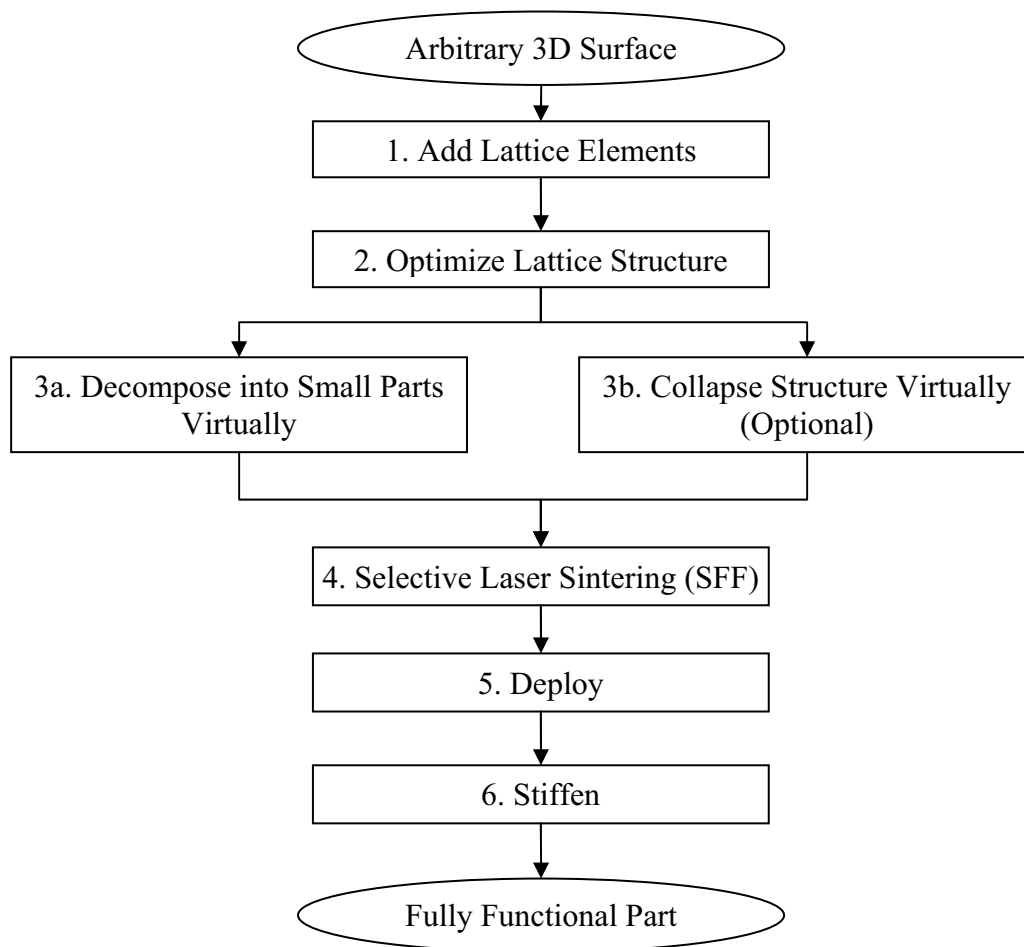 Arbitrary 3D Surface
1. Add Lattice Elements
2. Optimize Lattice Structure
3a. Decompose into Small Parts
Virtually
3b. Collapse Structure Virtually
(Optional)
4. Selective Laser Sintering (SFF)
5. Deploy
6. Stiffen
Fully Functional Part